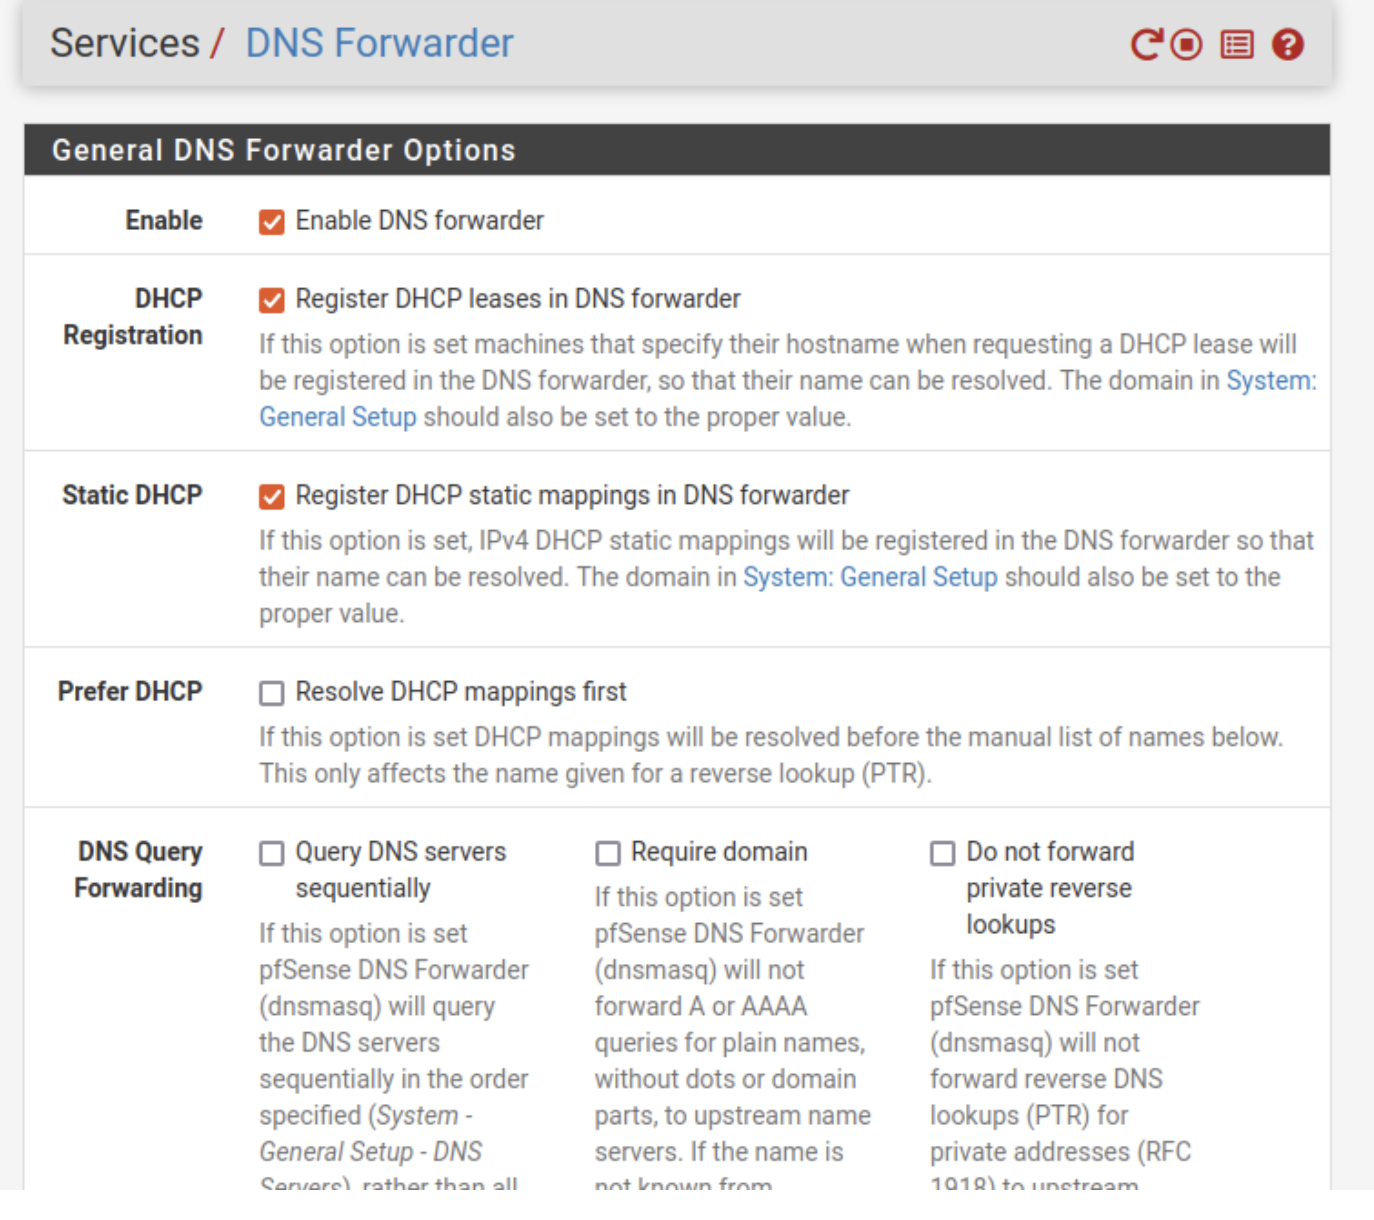 Services / DNS Forwarder
General DNS Forwarder Options
Enable
Enable DNS forwarder
DHCP
Registration
Register DHCP leases in DNS forwarder
If this option is set machines that specify their hostname when requesting a DHCP lease will
be registered in the DNS forwarder, so that their name can be resolved. The domain in System:
General Setup should also be set to the proper value.
Static DHCP
Register DHCP static mappings in DNS forwarder
If this option is set, IPv4 DHCP static mappings will be registered in the DNS forwarder so that
their name can be resolved. The domain in System: General Setup should also be set to the
proper value.
Prefer DHCP
Resolve DHCP mappings first
If this option is set DHCP mappings will be resolved before the manual list of names below.
This only affects the name given for a reverse lookup (PTR).
DNS Query
Forwarding
Query DNS servers
sequentially
If this option is set
pfSense DNS Forwarder
(dnsmasq) will query
the DNS servers
sequentially in the order
specified (System -
General Setup - DNS
Servers), rather than all
Require domain
If this option is set
pfSense DNS Forwarder
(dnsmasq) will not
forward A or AAAA
queries for plain names,
without dots or domain
parts, to upstream name
servers. If the name is
not known from
Do not forward
private reverse
lookups
If this option is set
pfSense DNS Forwarder
(dnsmasq) will not
forward reverse DNS
lookups (PTR) for
private addresses (RFC
1918) to upstream